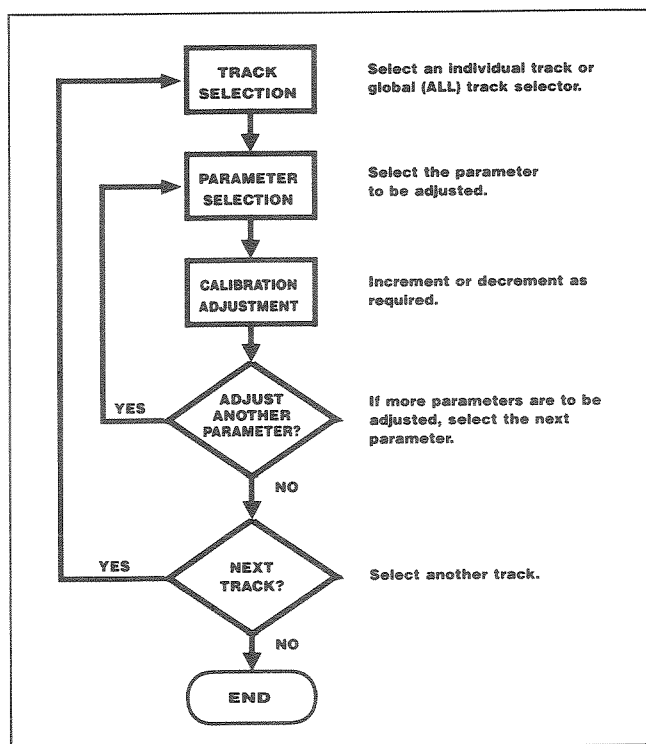 TRACK
SELECTION
Select an individual track or
global (ALL) track selector.
PARAMETER
SELECTION
Select the parameter
to be adjusted.
CALIBRATION
ADJUSTMENT
Increment or decrement as
required.
ADJUST
ANOTHER
PARAMETER?
YES
If more parameters are to be
adjusted, select the next
parameter.
NO
NEXT
TRACK?
YES
Select another track.
NO
END